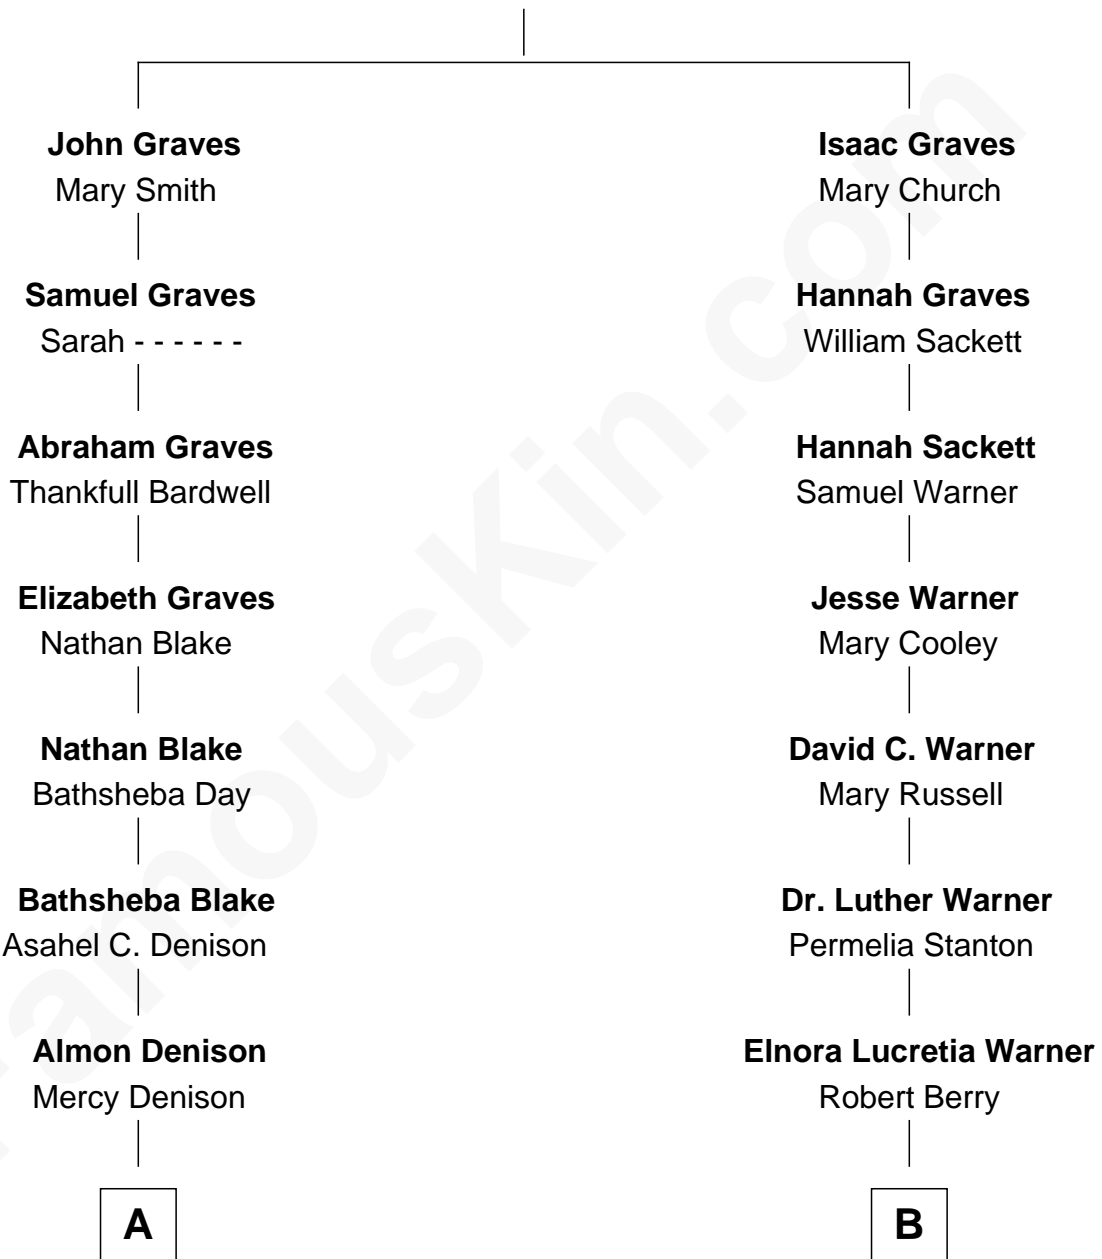 John Graves
Mary Smith
Samuel Graves
Sarah - - - - - -
Abraham Graves
Thankfull Bardwell
Elizabeth Graves
Nathan Blake
Nathan Blake
Bathsheba Day
Bathsheba Blake
Asahel C. Denison
Almon Denison
Mercy Denison
A
Isaac Graves
Mary Church
Hannah Graves
William Sackett
Hannah Sackett
Samuel Warner
Jesse Warner
Mary Cooley
David C. Warner
Mary Russell
Dr. Luther Warner
Permelia Stanton
Elnora Lucretia Warner
Robert Berry
B
FamousKin.com